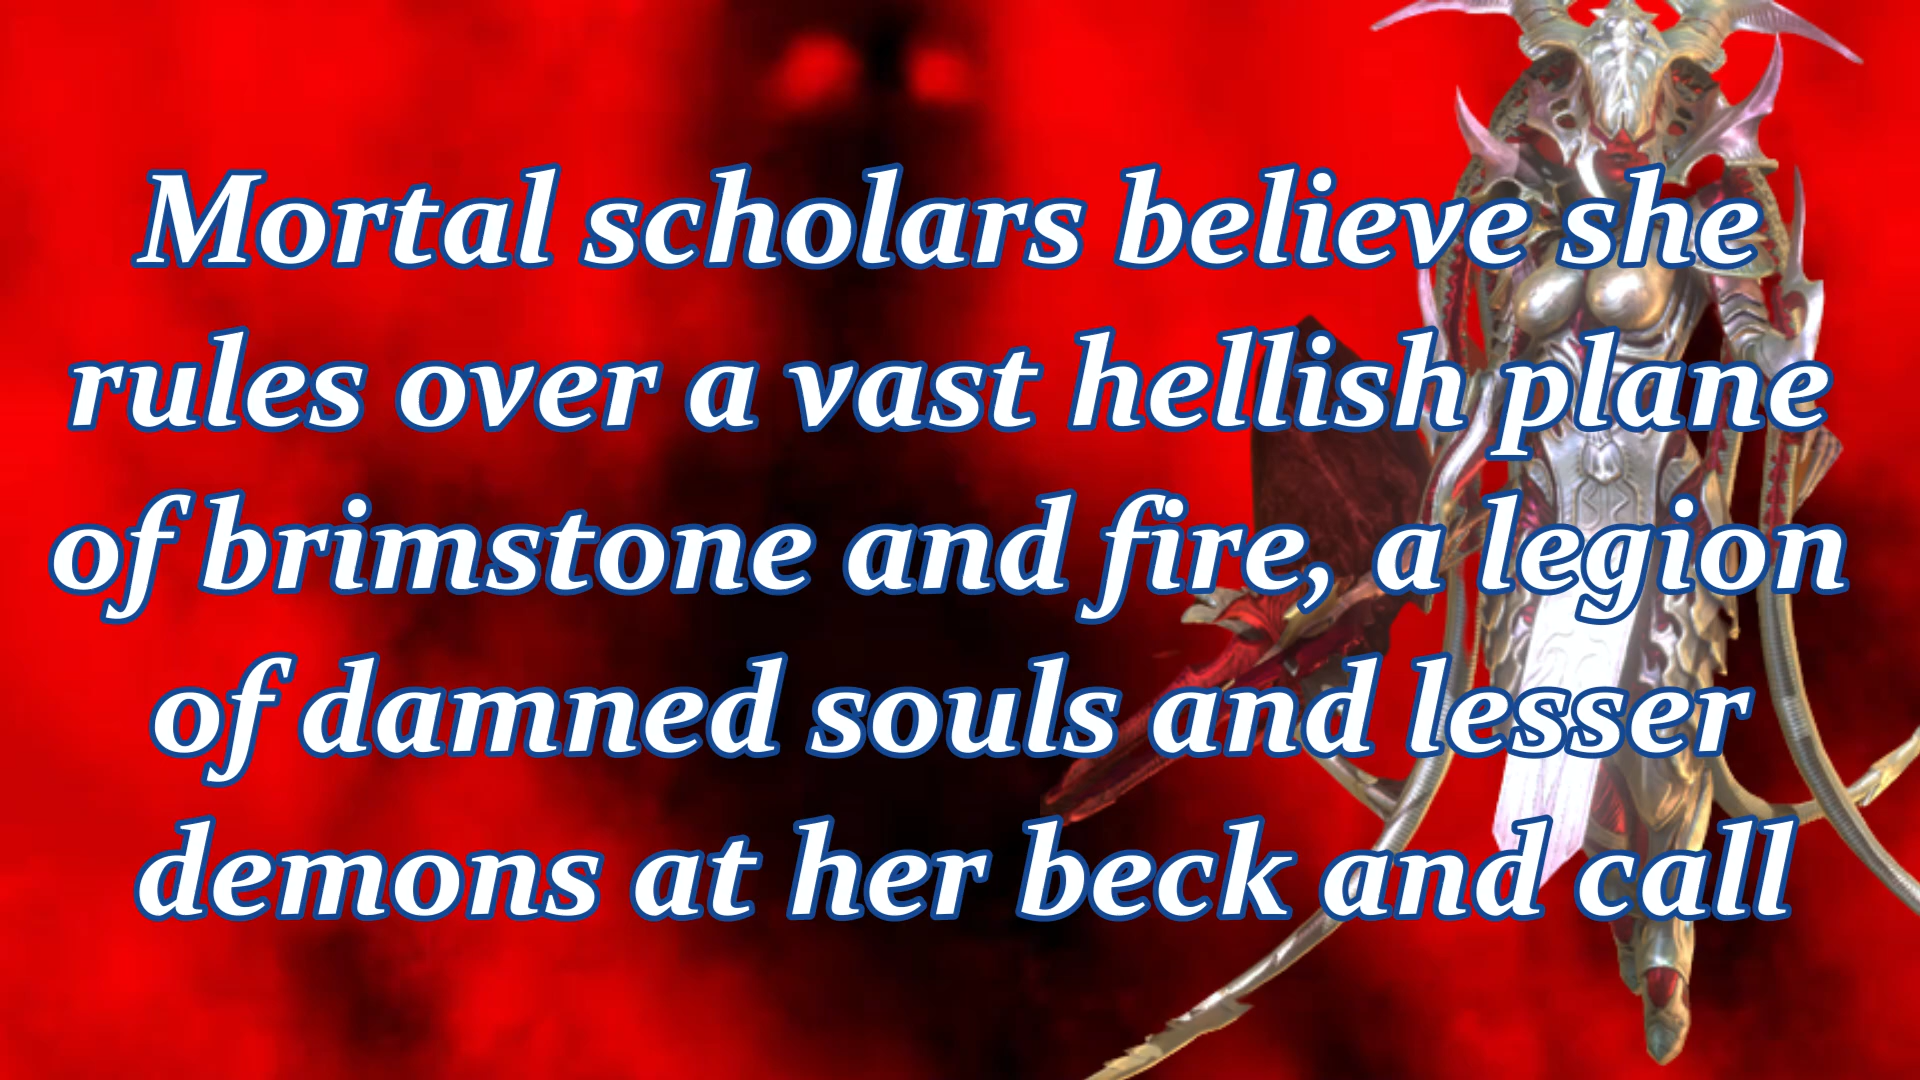 Mortal scholars believe she
rules over a vast hellish plane
of brimstone and fire, a legion
of damned souls and lesser
demons at her beck and call